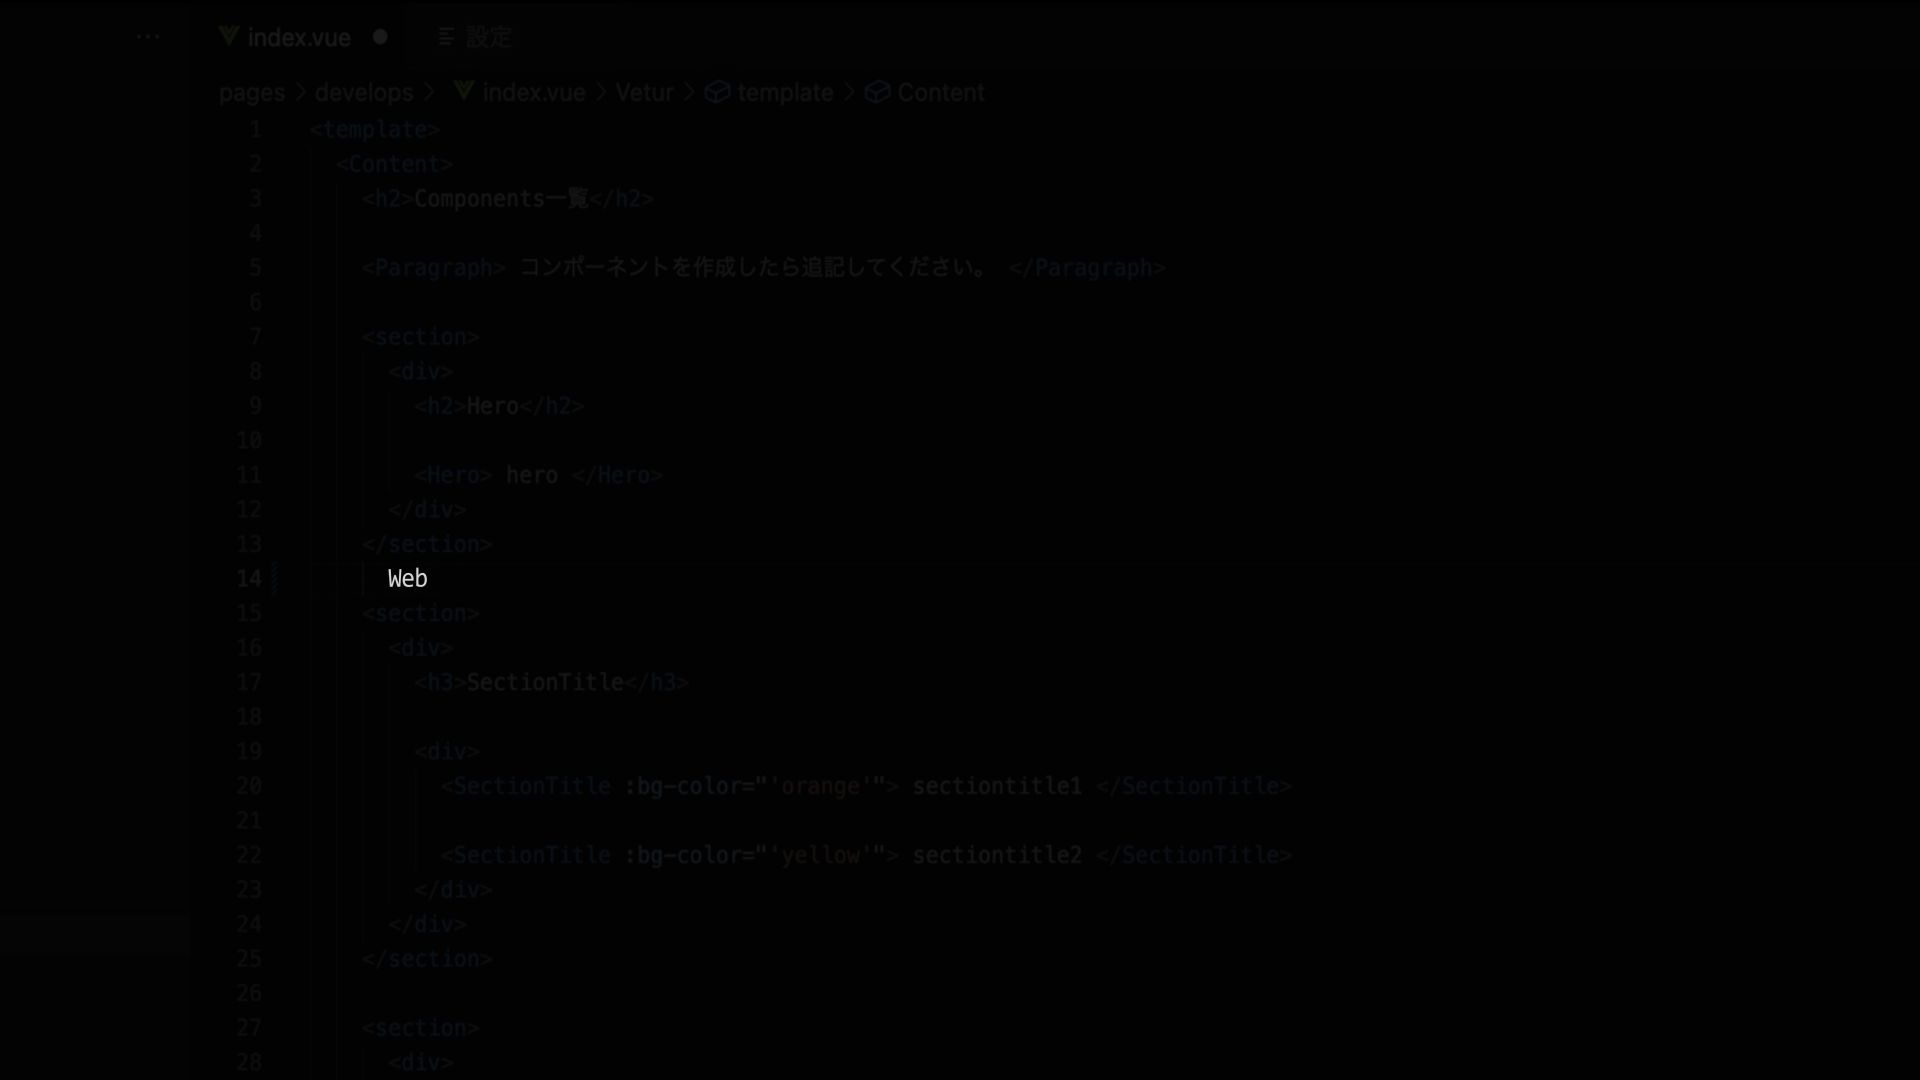 index.vue 設定
pages > develops > index.vue > Vetur > template > Content
1 <template>
2 <Content>
3 <h2>Components一覧</h2>
4
5 <Paragraph> コンポーネントを作成したら追記してください。 </Paragraph>
6
7 <section>
8 <div>
9 <h2>Hero</h2>
10
11 <Hero> hero </Hero>
12 </div>
13 </section>
14 Web
15 <section>
16 <div>
17 <h3>SectionTitle</h3>
18
19 <div>
20 <SectionTitle :bg-color="'orange'"> sectiontitle1 </SectionTitle>
21
22 <SectionTitle :bg-color="'yellow'"> sectiontitle2 </SectionTitle>
23 </div>
24 </div>
25 </section>
26
27 <section>
28 <div>